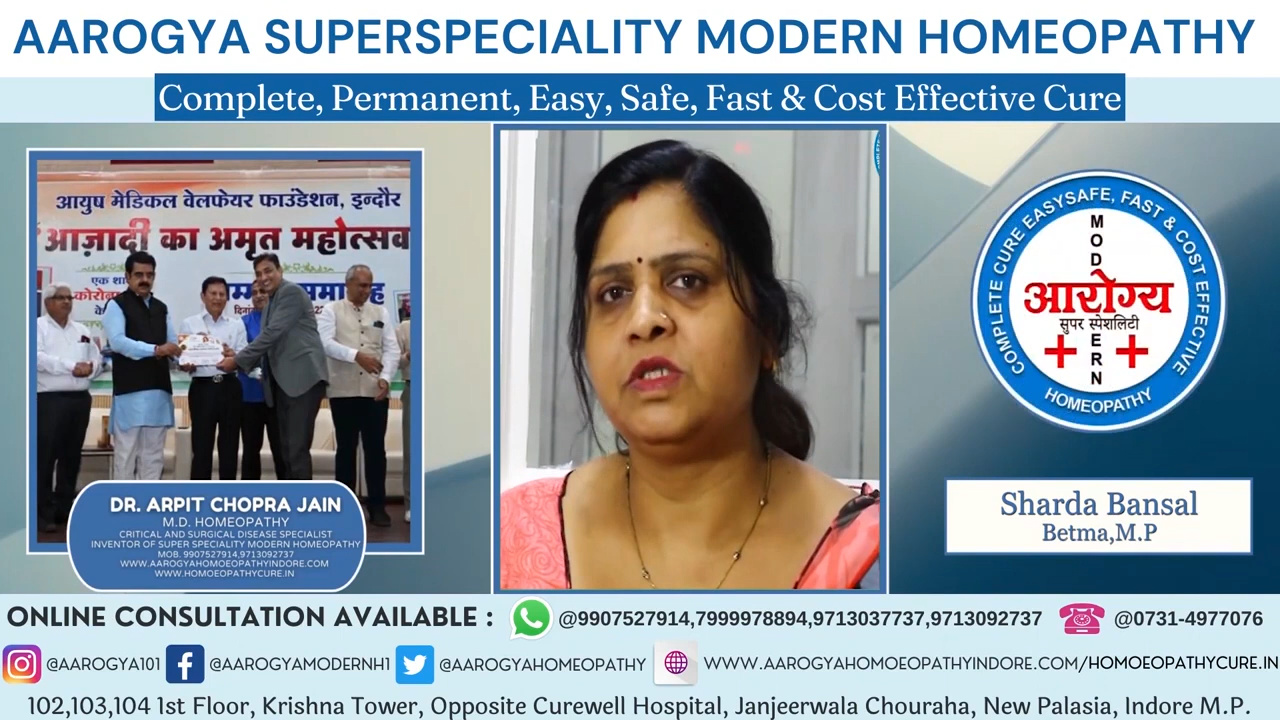 AAROGYA SUPERSPECIALITY MODERN HOMEOPATHY
Complete, Permanent, Easy, Safe, Fast & Cost Effective Cure
आयुष मेडिकल वेलफेयर फाउंडेशन, इन्दौर
आज़ादी का अमृत महोत्सव
एक शा
कोरोना
DR. ARPIT CHOPRA JAIN
M.D. HOMEOPATHY
CRITICAL AND SURGICAL DISEASE SPECIALIST
INVENTOR OF SUPER SPECIALITY MODERN HOMEOPATHY
MOB. 9907527914,9713092737
WWW.AAROGYAHOMEOPATHYINDORE.COM
WWW.HOMOEOPATHYCURE.IN
COMPLETE CURE EASYSAFE, FAST & COST EFFECTIVE
MODERN
आरोग्य
सुपर स्पेशलिटी
HOMEOPATHY
Sharda Bansal
Betma,M.P
ONLINE CONSULTATION AVAILABLE : @9907527914,7999978894,9713037737,9713092737 @0731-4977076
@AAROGYA101 @AAROGYAMODERNH1 @AAROGYAHOMEOPATHY WWW.AAROGYAHOMOEOPATHYINDORE.COM/HOMOEOPATHYCURE.IN
102,103,104 1st Floor, Krishna Tower, Opposite Curewell Hospital, Janjeerwala Chouraha, New Palasia, Indore M.P.